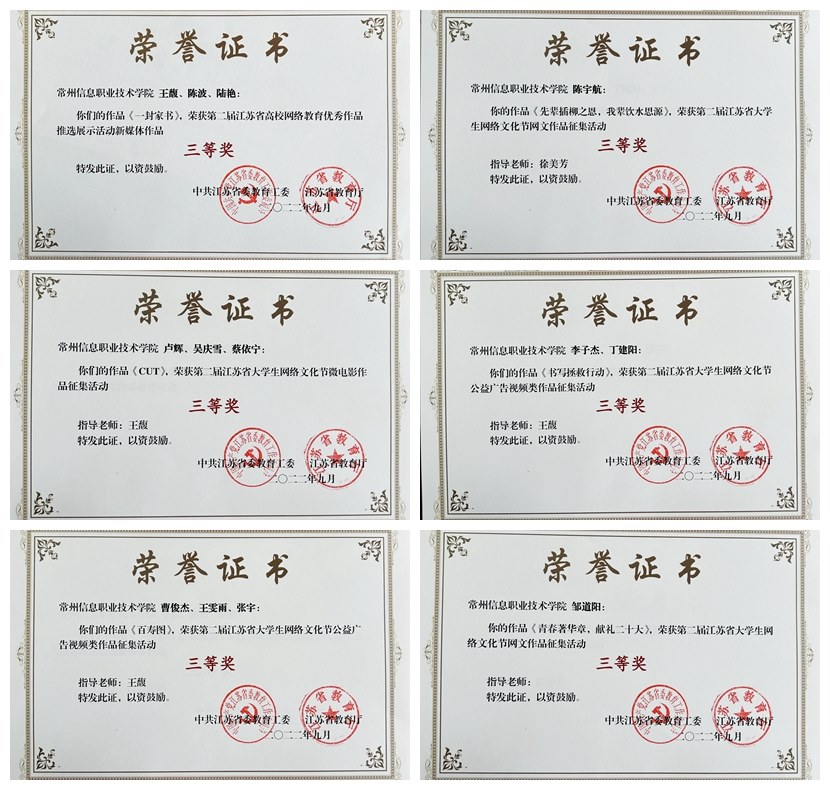 荣誉证书
常州信息职业技术学院 王馥、陈波、陆艳：
你们的作品《一封家书》，荣获第二届江苏省高校网络教育优秀作品
推选展示活动新媒体作品
三等奖
特发此证，以资鼓励。
中共江苏省委教育工委 江苏省教育厅
二〇二二年九月
荣誉证书
常州信息职业技术学院 陈宇航：
你的作品《先辈插柳之恩，我辈饮水思源》，荣获第二届江苏省大学
生网络文化节网文作品征集活动
三等奖
指导老师：徐美芳
特发此证，以资鼓励。
中共江苏省委教育工委 江苏省教育厅
二〇二二年九月
荣誉证书
常州信息职业技术学院 卢辉、吴庆雪、蔡依宁：
你们的作品《CUT》，荣获第二届江苏省大学生网络文化节微电影作
品征集活动
三等奖
指导老师：王馥
特发此证，以资鼓励。
中共江苏省委教育工委 江苏省教育厅
二〇二二年九月
荣誉证书
常州信息职业技术学院 李子杰、丁建阳：
你们的作品《书写拯救行动》，荣获第二届江苏省大学生网络文化节
公益广告视频类作品征集活动
三等奖
指导老师：王馥
特发此证，以资鼓励。
中共江苏省委教育工委 江苏省教育厅
二〇二二年九月
荣誉证书
常州信息职业技术学院 曹俊杰、王雯雨、张宇：
你们的作品《百寿图》，荣获第二届江苏省大学生网络文化节公益广
告视频类作品征集活动
三等奖
指导老师：王馥
特发此证，以资鼓励。
中共江苏省委教育工委 江苏省教育厅
二〇二二年九月
荣誉证书
常州信息职业技术学院 邹道阳：
你的作品《青春著华章，献礼二十大》，荣获第二届江苏省大学生网
络文化节网文作品征集活动
三等奖
指导老师：王馥
特发此证，以资鼓励。
中共江苏省委教育工委 江苏省教育厅
二〇二二年九月